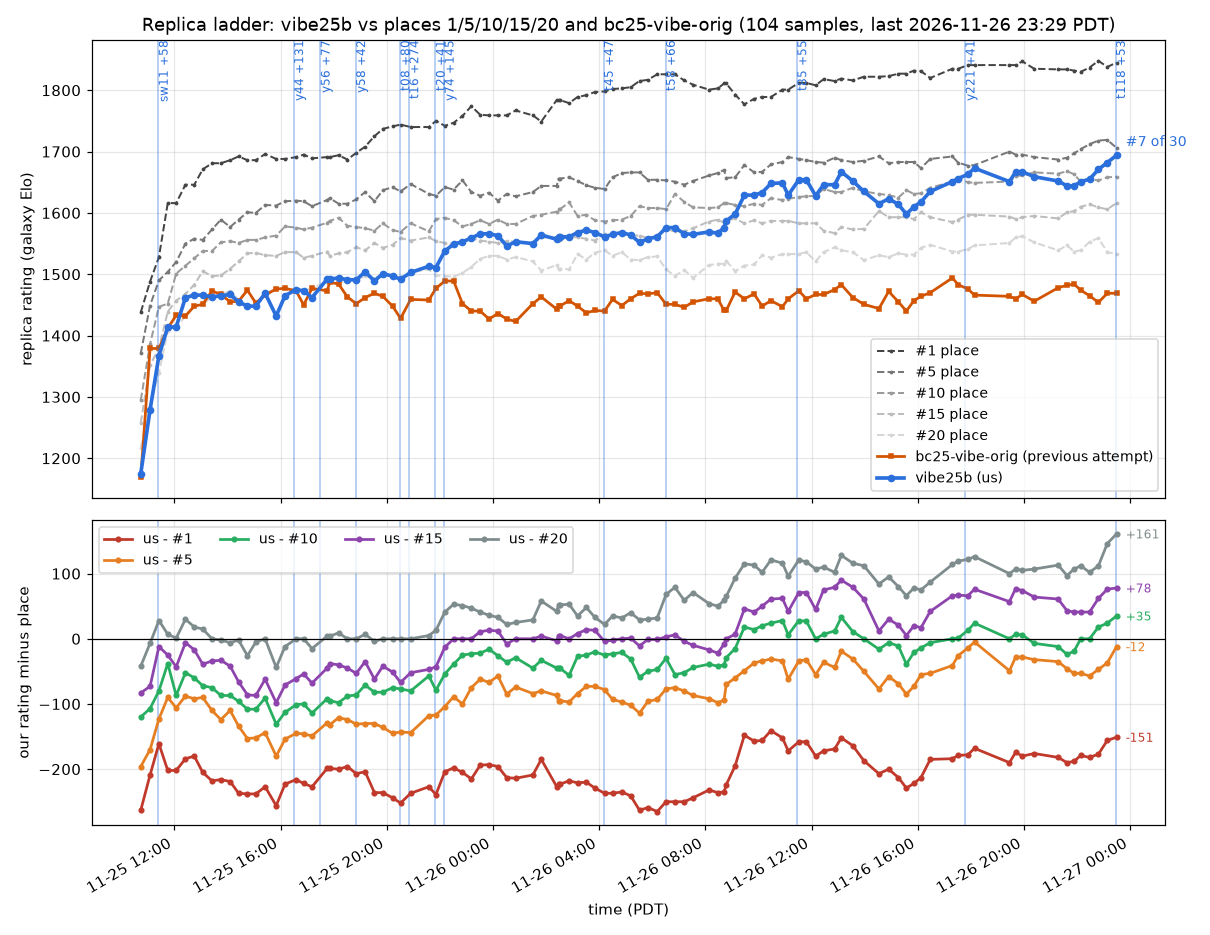 Replica ladder: vibe25b vs places 1/5/10/15/20 and bc25-vibe-orig (104 samples, last 2026-11-26 23:29 PDT)
sw11 +58
y44 +131
y56 +77
y58 +42
t08 +80
t16 +274
t20 +41
y74 +145
t45 +47
t85 +55
y221 +41
t118 +53
1800
1700
1600
1500
1400
1300
1200
replica rating (galaxy Elo)
#7 of 30
#1 place
#5 place
#10 place
#15 place
#20 place
bc25-vibe-orig (previous attempt)
vibe25b (us)
us - #1
us - #10
us - #15
us - #20
us - #5
100
0
−100
−200
our rating minus place
+161
+78
+35
-12
-151
11-25 12:00
11-25 16:00
11-25 20:00
11-26 00:00
11-26 04:00
11-26 08:00
11-26 12:00
11-26 16:00
11-26 20:00
11-27 00:00
time (PDT)